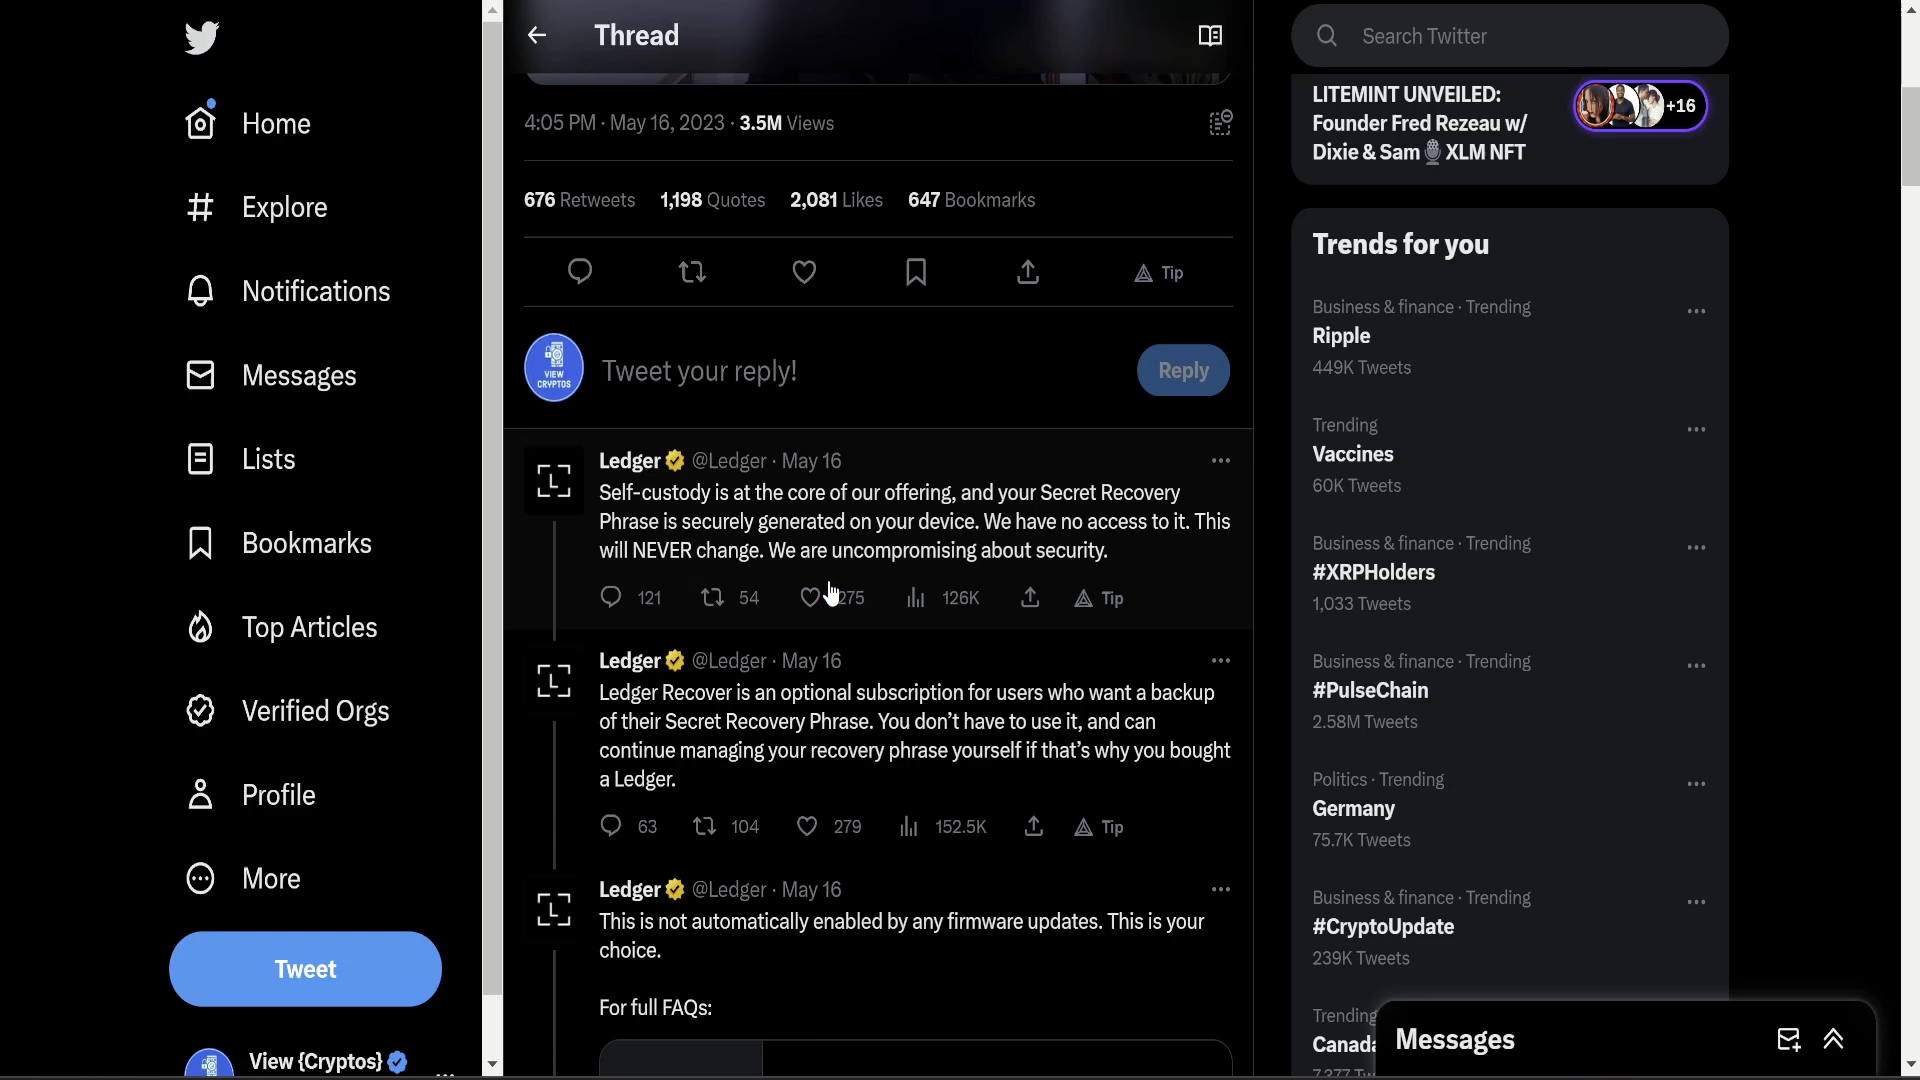 Home
Explore
Notifications
Messages
Lists
Bookmarks
Top Articles
Verified Orgs
Profile
More
Tweet
View {Cryptos}
Thread
4:05 PM · May 16, 2023 · 3.5M Views
676 Retweets 1,198 Quotes 2,081 Likes 647 Bookmarks
Tip
VIEW
CRYPTOS
Tweet your reply!
Reply
Ledger @Ledger · May 16
Self-custody is at the core of our offering, and your Secret Recovery
Phrase is securely generated on your device. We have no access to it. This
will NEVER change. We are uncompromising about security.
121 54 275 126K Tip
Ledger @Ledger · May 16
Ledger Recover is an optional subscription for users who want a backup
of their Secret Recovery Phrase. You don't have to use it, and can
continue managing your recovery phrase yourself if that's why you bought
a Ledger.
63 104 279 152.5K Tip
Ledger @Ledger · May 16
This is not automatically enabled by any firmware updates. This is your
choice.
For full FAQs:
Search Twitter
LITEMINT UNVEILED:
Founder Fred Rezeau w/
Dixie & Sam🎙️XLM NFT
+16
Trends for you
Business & finance · Trending
Ripple
449K Tweets
Trending
Vaccines
60K Tweets
Business & finance · Trending
#XRPHolders
1,033 Tweets
Business & finance · Trending
#PulseChain
2.58M Tweets
Politics · Trending
Germany
75.7K Tweets
Business & finance · Trending
#CryptoUpdate
239K Tweets
Trending
Messages